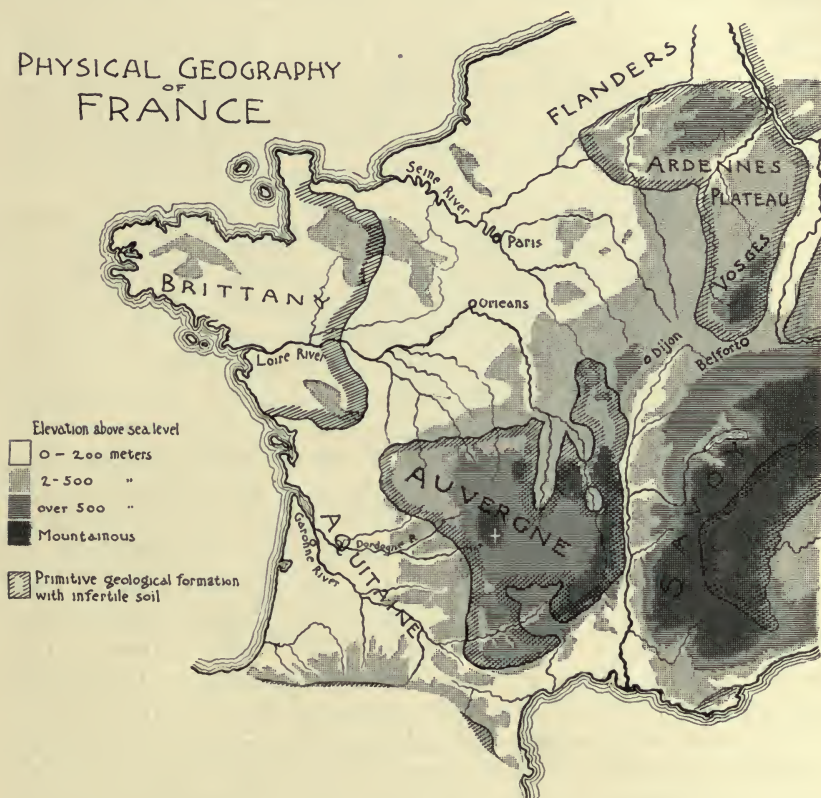 PHYSICAL GEOGRAPHY
OF
FRANCE
FLANDERS
ARDENNES
PLATEAU
VOSGES
Seine River
Paris
BRITTANY
Orleans
Loire River
Dijon
Belforto
Elevation above sea level
0 - 200 meters
2 - 500 "
over 500 "
Mountainous
Primitive geological formation
with infertile soil
AUVERGNE
SAVOY
AQUITAINE
Garonne River
Dordogne R.